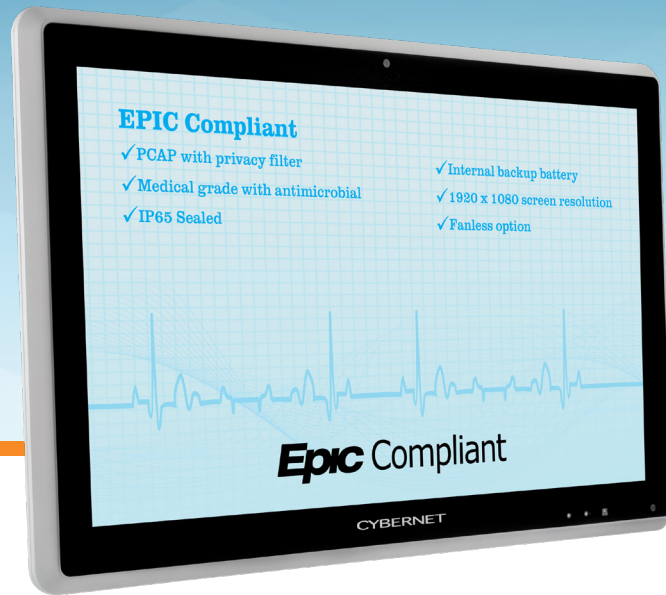 EPIC Compliant
✓PCAP with privacy filter
✓Medical grade with antimicrobial
✓IP65 Sealed
✓Internal backup battery
✓1920 x 1080 screen resolution
✓Fanless option
Epic Compliant
CYBERNET